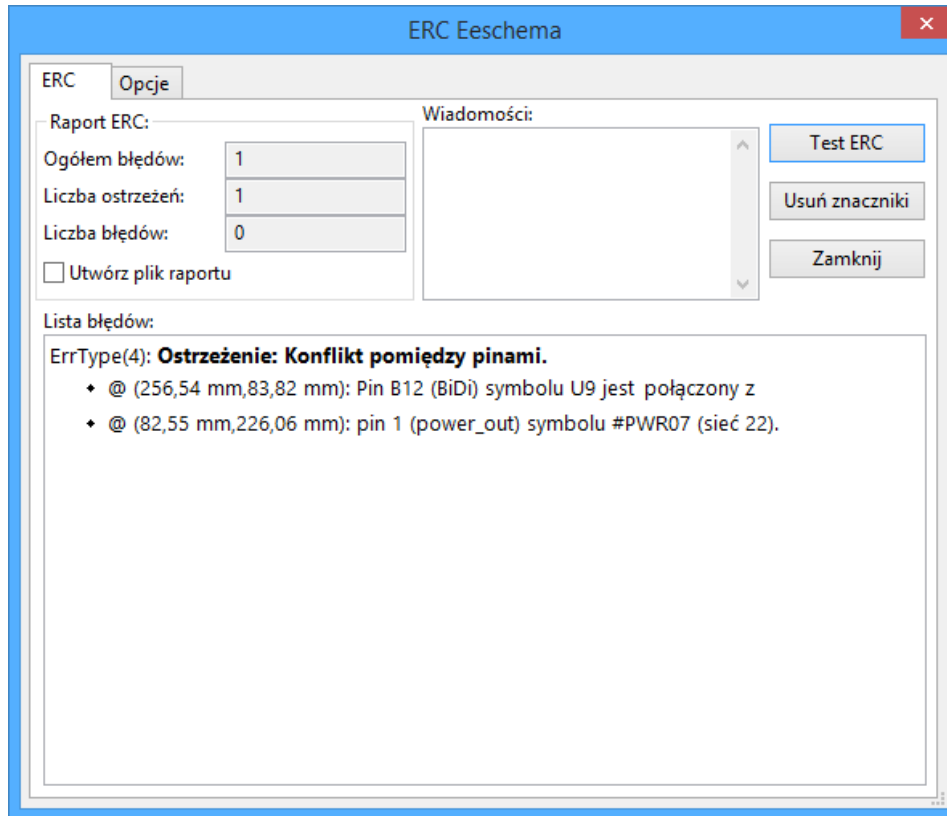 ERC Eeschema
ERC
Opcje
Raport ERC:
Ogółem błędów:
1
Liczba ostrzeżeń:
1
Liczba błędów:
0
Utwórz plik raportu
Wiadomości:
Test ERC
Usuń znaczniki
Zamknij
Lista błędów:
ErrType(4): Ostrzeżenie: Konflikt pomiędzy pinami.
@ (256,54 mm,83,82 mm): Pin B12 (BiDi) symbolu U9 jest połączony z
@ (82,55 mm,226,06 mm): pin 1 (power_out) symbolu #PWR07 (sieć 22).